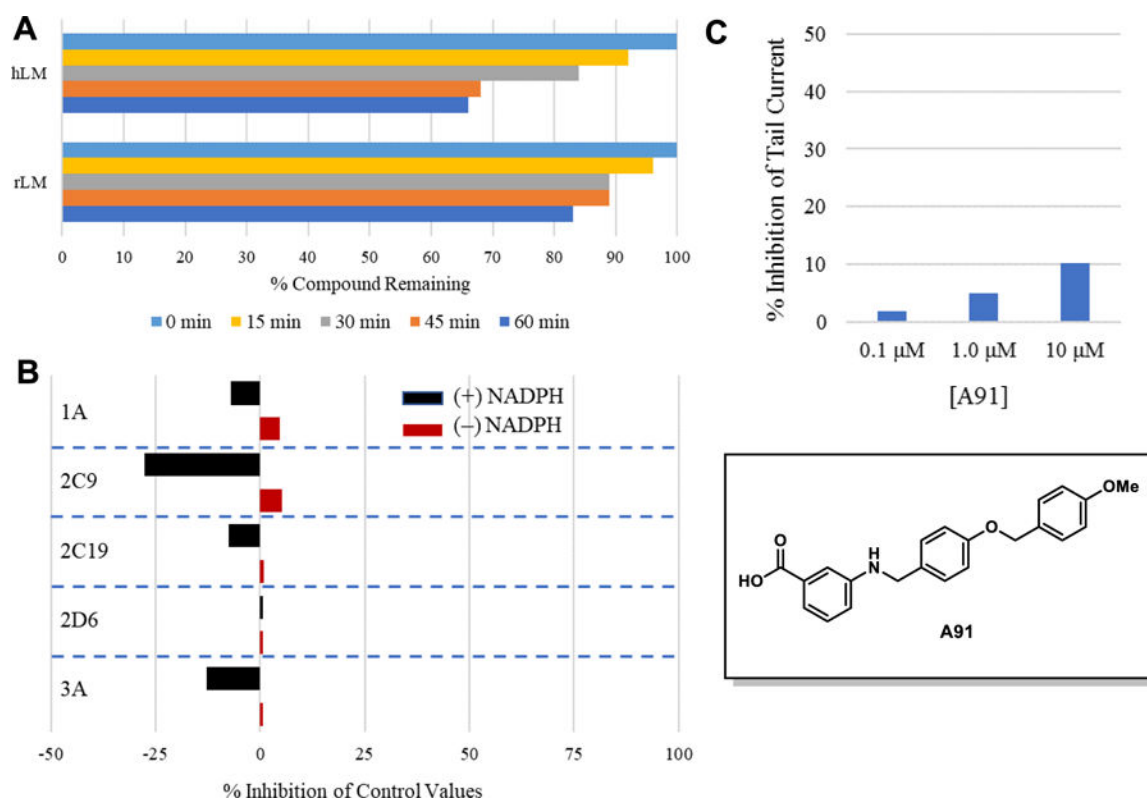 A
hLM
rLM
0 10 20 30 40 50 60 70 80 90 100
% Compound Remaining
0 min 15 min 30 min 45 min 60 min
B
(+) NADPH
(–) NADPH
1A
2C9
2C19
2D6
3A
-50 -25 0 25 50 75 100
% Inhibition of Control Values
C
% Inhibition of Tail Current
50
40
30
20
10
0
0.1 µM 1.0 µM 10 µM
[A91]
OMe
O
O
H
N
HO
A91